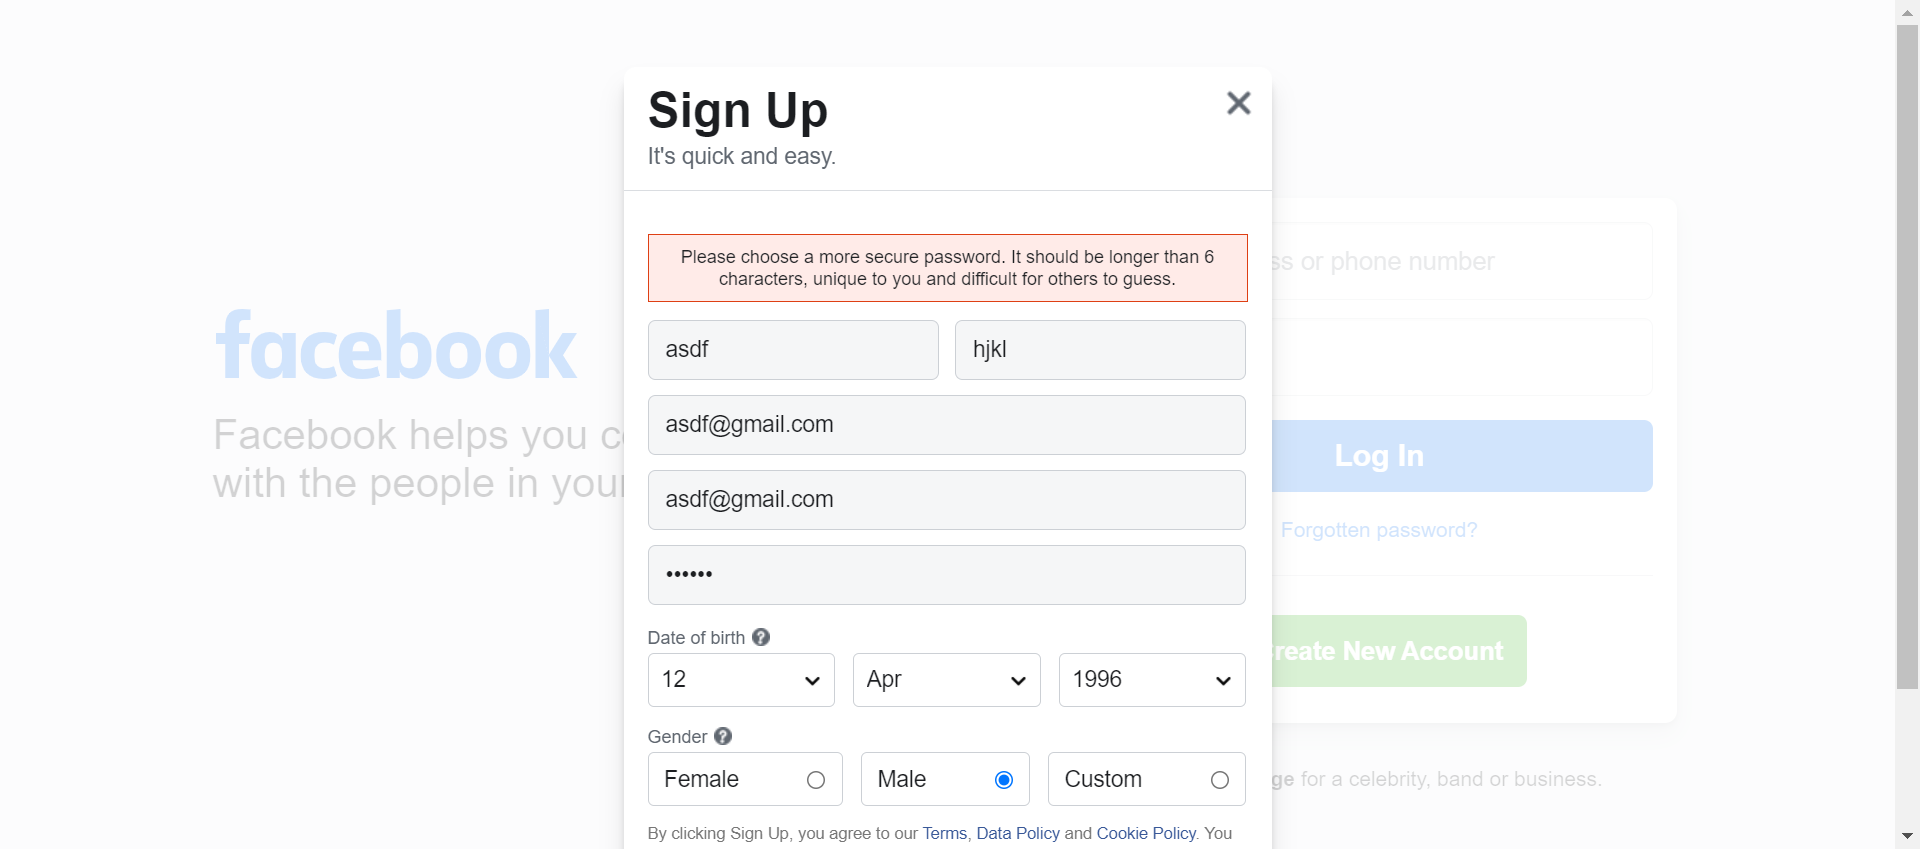 Sign Up
It's quick and easy.
Please choose a more secure password. It should be longer than 6
characters, unique to you and difficult for others to guess.
asdf hjkl
asdf@gmail.com
asdf@gmail.com
••••••
Date of birth ?
12 Apr 1996
Gender ?
Female Male Custom
By clicking Sign Up, you agree to our Terms, Data Policy and Cookie Policy. You
facebook
Facebook helps you
with the people in your
or phone number
Log In
Forgotten password?
New Account
for a celebrity, band or business.